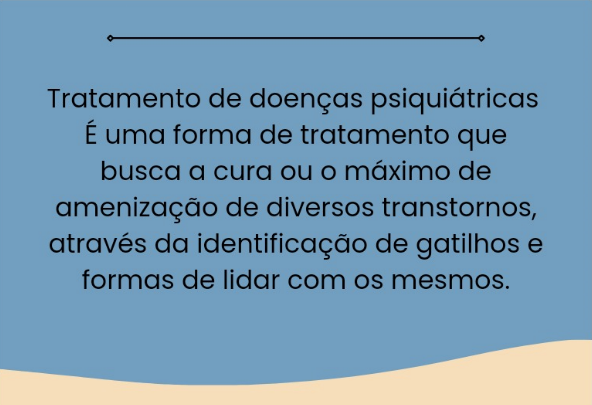 Tratamento de doenças psiquiátricas
É uma forma de tratamento que
busca a cura ou o máximo de
amenização de diversos transtornos,
através da identificação de gatilhos e
formas de lidar com os mesmos.